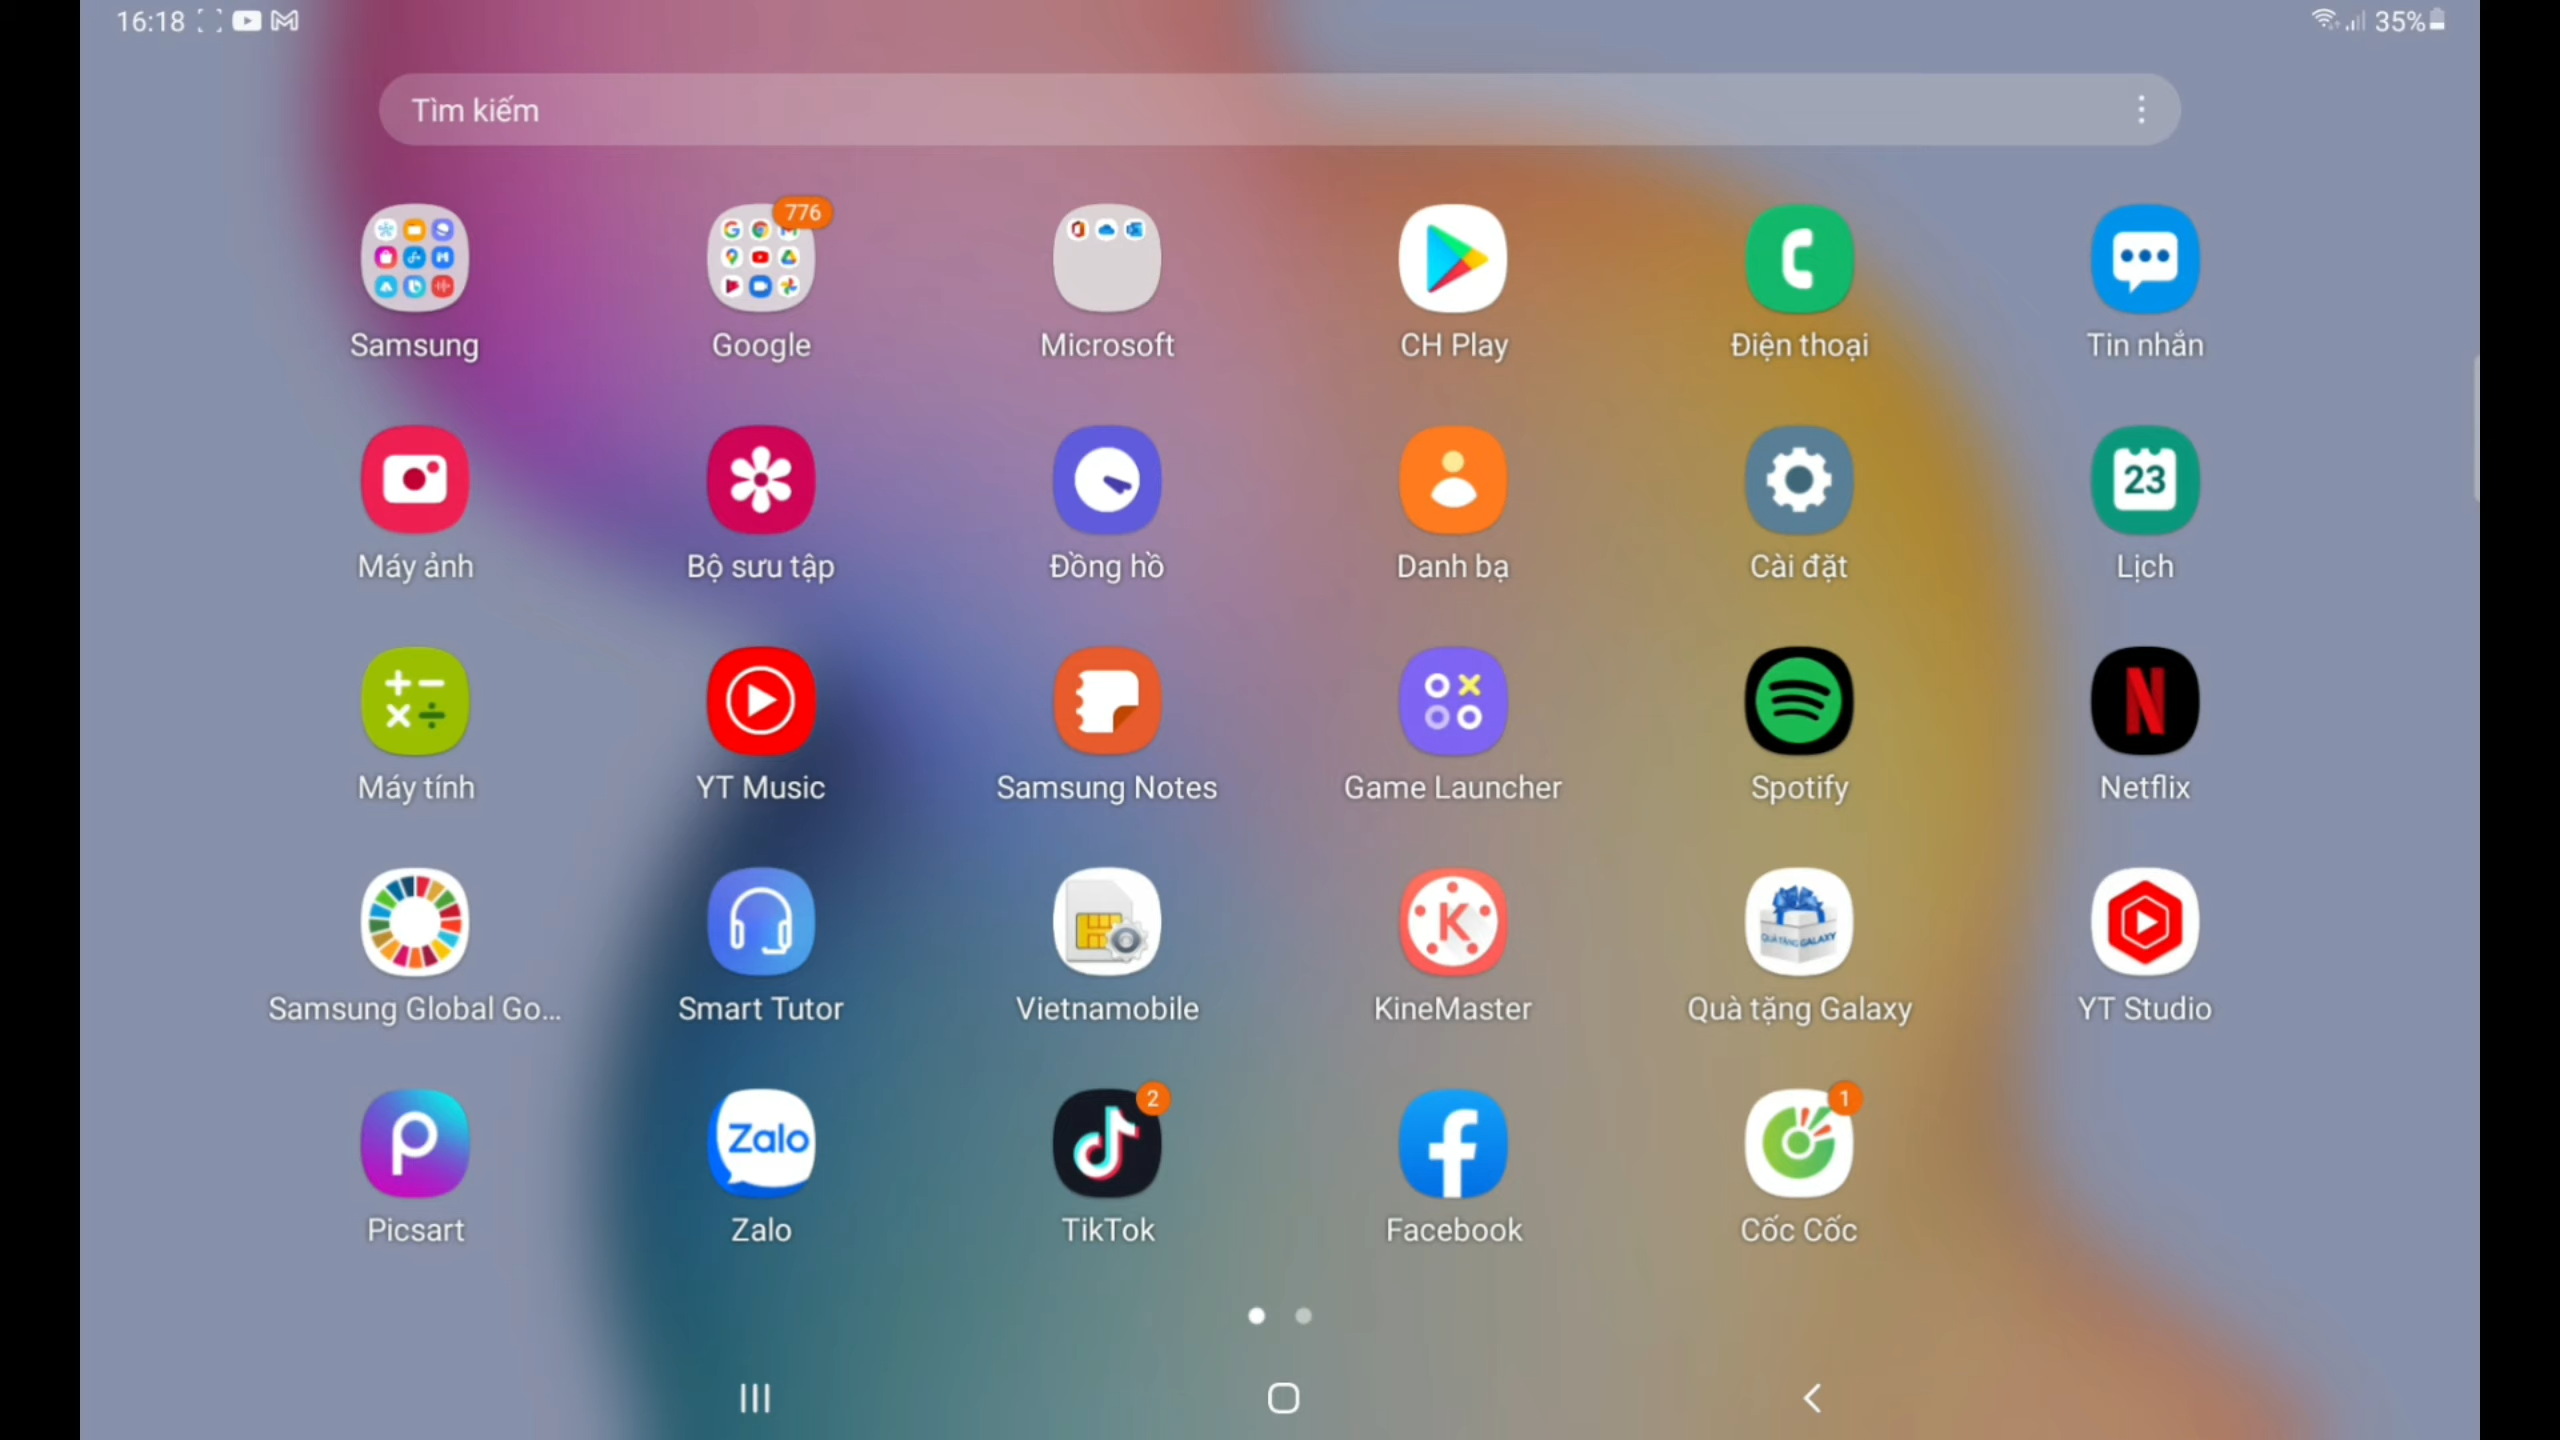 16:18
35%
Tìm kiếm
776
Samsung
Google
Microsoft
CH Play
Điện thoại
Tin nhắn
23
Máy ảnh
Bộ sưu tập
Đồng hồ
Danh bạ
Cài đặt
Lịch
Máy tính
YT Music
Samsung Notes
Game Launcher
Spotify
Netflix
QUÀ TẶNG GALAXY
Samsung Global Go...
Smart Tutor
Vietnamobile
KineMaster
Quà tặng Galaxy
YT Studio
Zalo
2
1
Picsart
Zalo
TikTok
Facebook
Cốc Cốc